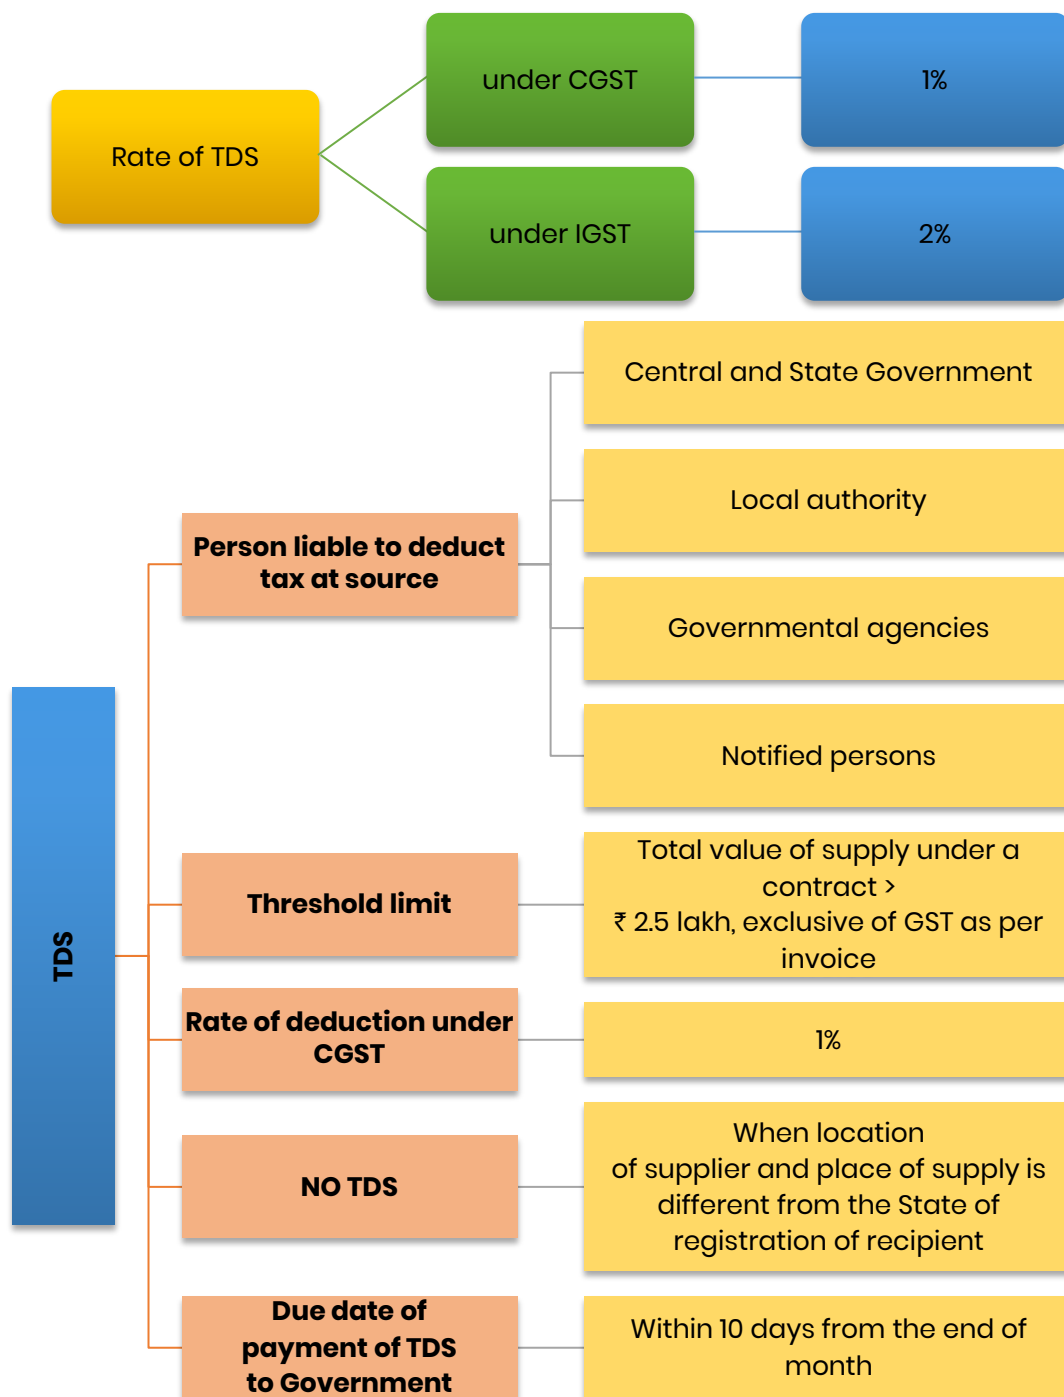 Rate of TDS
under CGST
1%
under IGST
2%
TDS
Person liable to deduct
tax at source
Central and State Government
Local authority
Governmental agencies
Notified persons
Threshold limit
Total value of supply under a
contract >
₹ 2.5 lakh, exclusive of GST as per
invoice
Rate of deduction under
CGST
1%
NO TDS
When location
of supplier and place of supply is
different from the State of
registration of recipient
Due date of
payment of TDS
to Government
Within 10 days from the end of
month